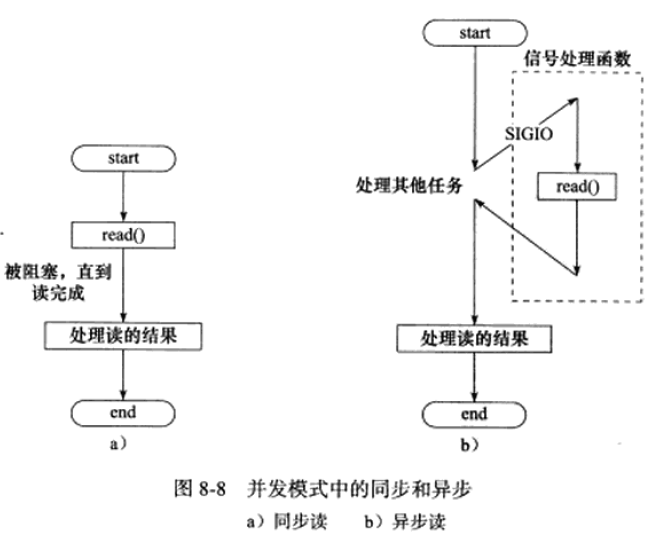 start
read()
被阻塞，直到
读完成
处理读的结果
end
a）
start
信号处理函数
SIGIO
处理其他任务
read()
处理读的结果
end
b）
图 8-8 并发模式中的同步和异步
a）同步读 b）异步读